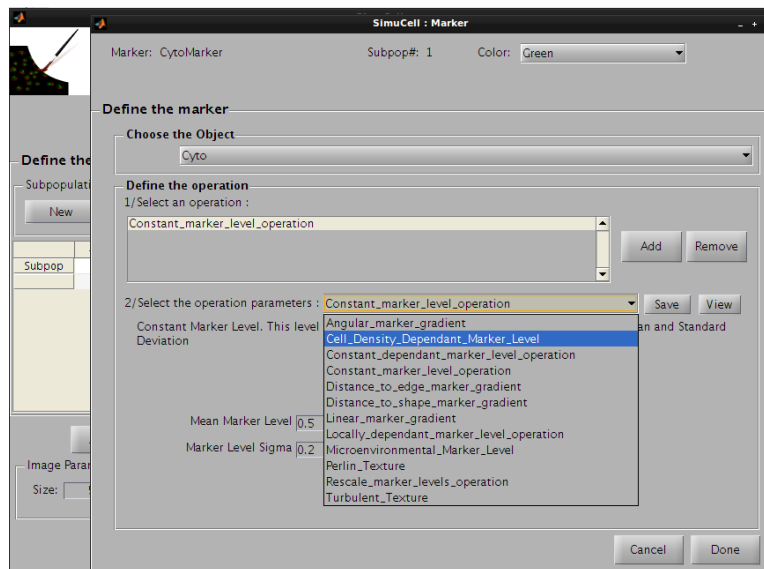 SimuCell : Marker
Marker: CytoMarker Subpop#: 1 Color: Green
Define the marker
Choose the Object
Cyto
Define the
Define the operation
Subpopulati
1/Select an operation :
New
Constant_marker_level_operation
Add Remove
Subpop
2/Select the operation parameters : Constant_marker_level_operation Save View
Constant Marker Level. This level an and Standard
Deviation
Angular_marker_gradient
Cell_Density_Dependant_Marker_Level
Constant_dependant_marker_level_operation
Constant_marker_level_operation
Distance_to_edge_marker_gradient
Distance_to_shape_marker_gradient
Mean Marker Level 0.5
Linear_marker_gradient
Locally_dependant_marker_level_operation
Marker Level Sigma 0.2
Microenvironmental_Marker_Level
Image Parar
Perlin_Texture
Rescale_marker_levels_operation
Size:
Turbulent_Texture
Cancel Done